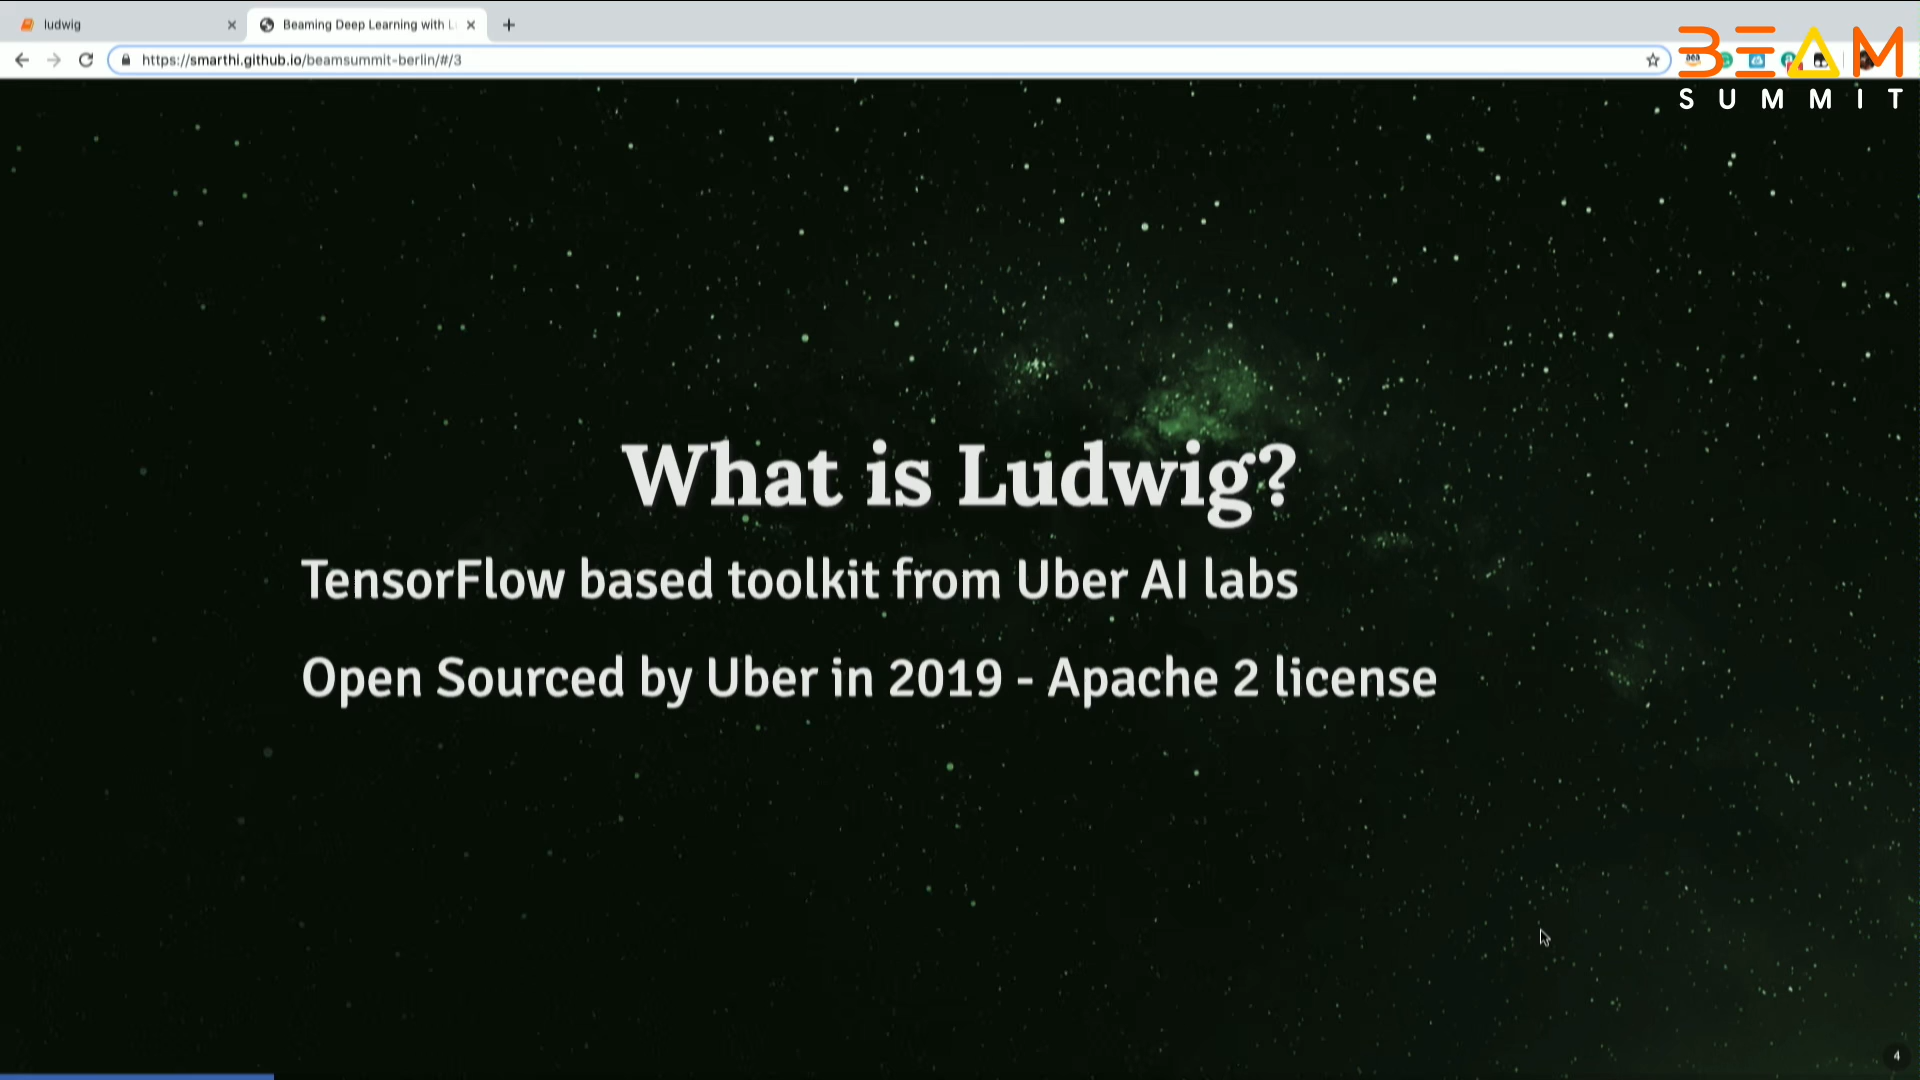 ludwig
Beaming Deep Learning with L
https://smarthi.github.io/beamsummit-berlin/#/3
BEAM
SUMMIT
What is Ludwig?
TensorFlow based toolkit from Uber AI labs
Open Sourced by Uber in 2019 - Apache 2 license
4